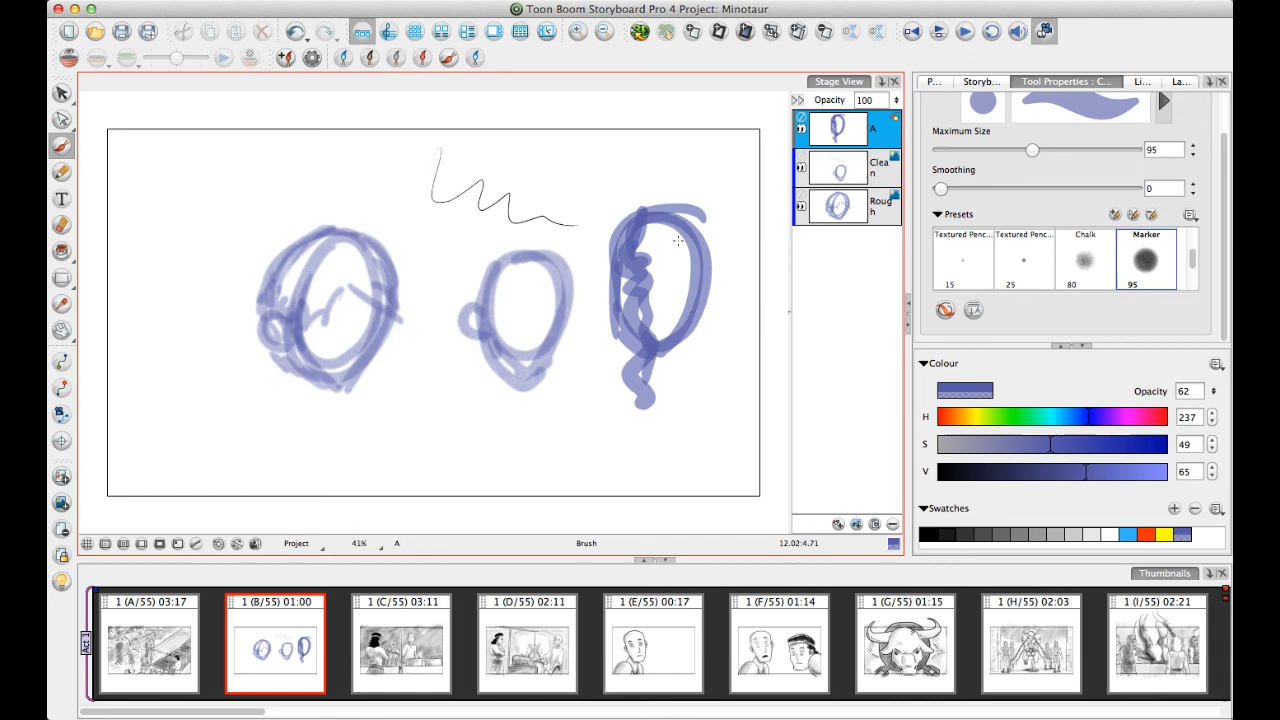 Toon Boom Storyboard Pro 4 Project: Minotaur
Stage View
P...
Storyb...
Tool Properties : C...
Li...
La...
Opacity 100
A
Clea
n
Roug
h
Maximum Size
95
Smoothing
0
Presets
Textured Penc...
Textured Penc...
Chalk
Marker
15
25
80
95
Colour
Opacity 62
H 237
S 49
V 65
Swatches
Project
41%
A
Brush
12.02:4.71
Thumbnails
Act 1
1 (A/55) 03:17
1 (B/55) 01:00
1 (C/55) 03:11
1 (D/55) 02:11
1 (E/55) 00:17
1 (F/55) 01:14
1 (G/55) 01:15
1 (H/55) 02:03
1 (I/55) 02:21